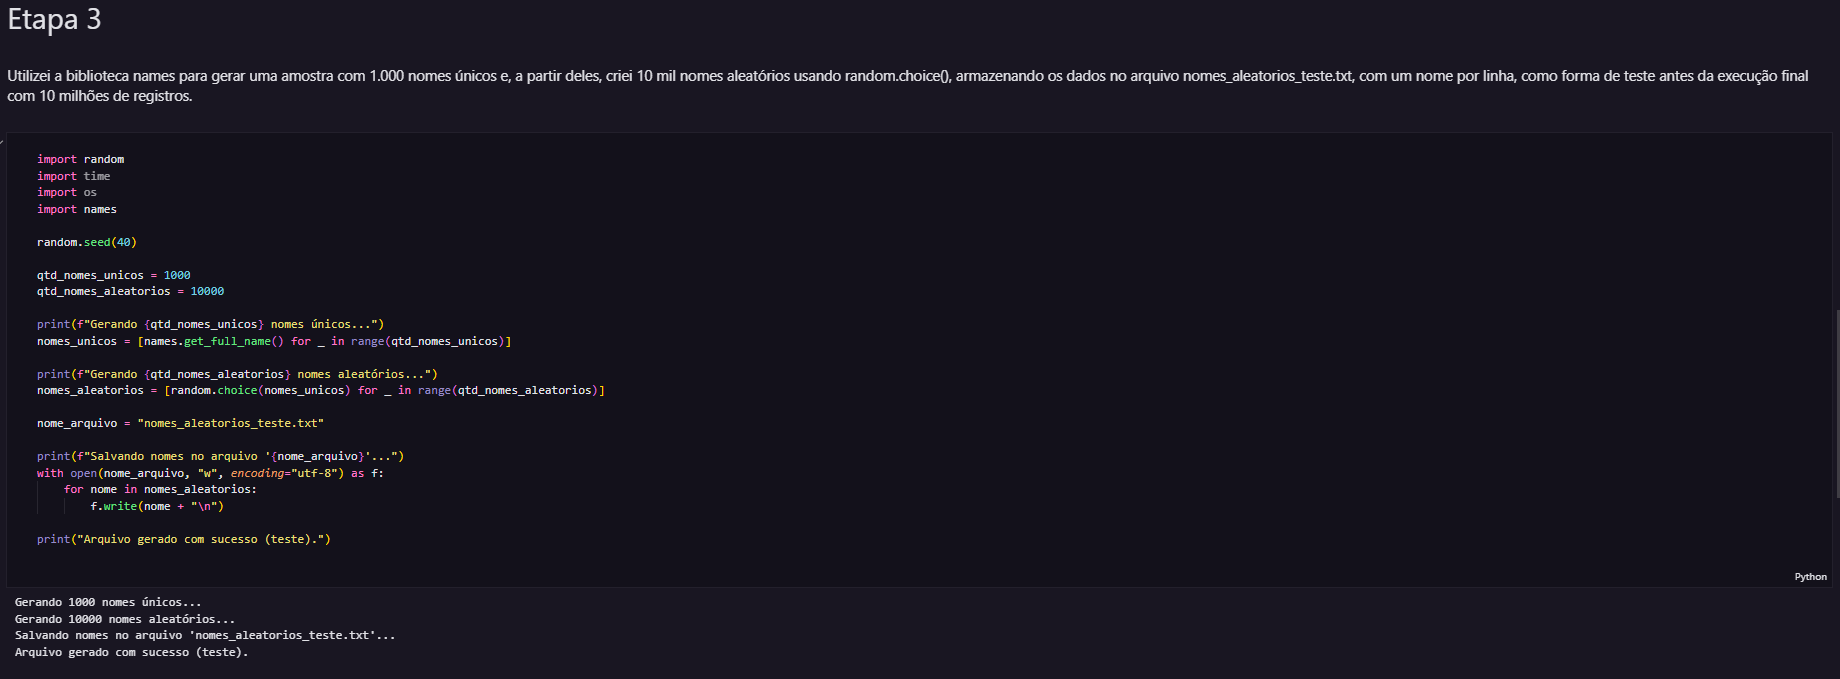 Etapa 3
Utilizei a biblioteca names para gerar uma amostra com 1.000 nomes únicos e, a partir deles, criei 10 mil nomes aleatórios usando random.choice(), armazenando os dados no arquivo nomes_aleatorios_teste.txt, com um nome por linha, como forma de teste antes da execução final
com 10 milhões de registros.
import random
import time
import os
import names
random.seed(40)
qtd_nomes_unicos = 1000
qtd_nomes_aleatorios = 10000
print(f"Gerando {qtd_nomes_unicos} nomes únicos...")
nomes_unicos = [names.get_full_name() for _ in range(qtd_nomes_unicos)]
print(f"Gerando {qtd_nomes_aleatorios} nomes aleatórios...")
nomes_aleatorios = [random.choice(nomes_unicos) for _ in range(qtd_nomes_aleatorios)]
nome_arquivo = "nomes_aleatorios_teste.txt"
print(f"Salvando nomes no arquivo '{nome_arquivo}'...")
with open(nome_arquivo, "w", encoding="utf-8") as f:
    for nome in nomes_aleatorios:
        f.write(nome + "\n")
print("Arquivo gerado com sucesso (teste).")
Python
Gerando 1000 nomes únicos...
Gerando 10000 nomes aleatórios...
Salvando nomes no arquivo 'nomes_aleatorios_teste.txt'...
Arquivo gerado com sucesso (teste).